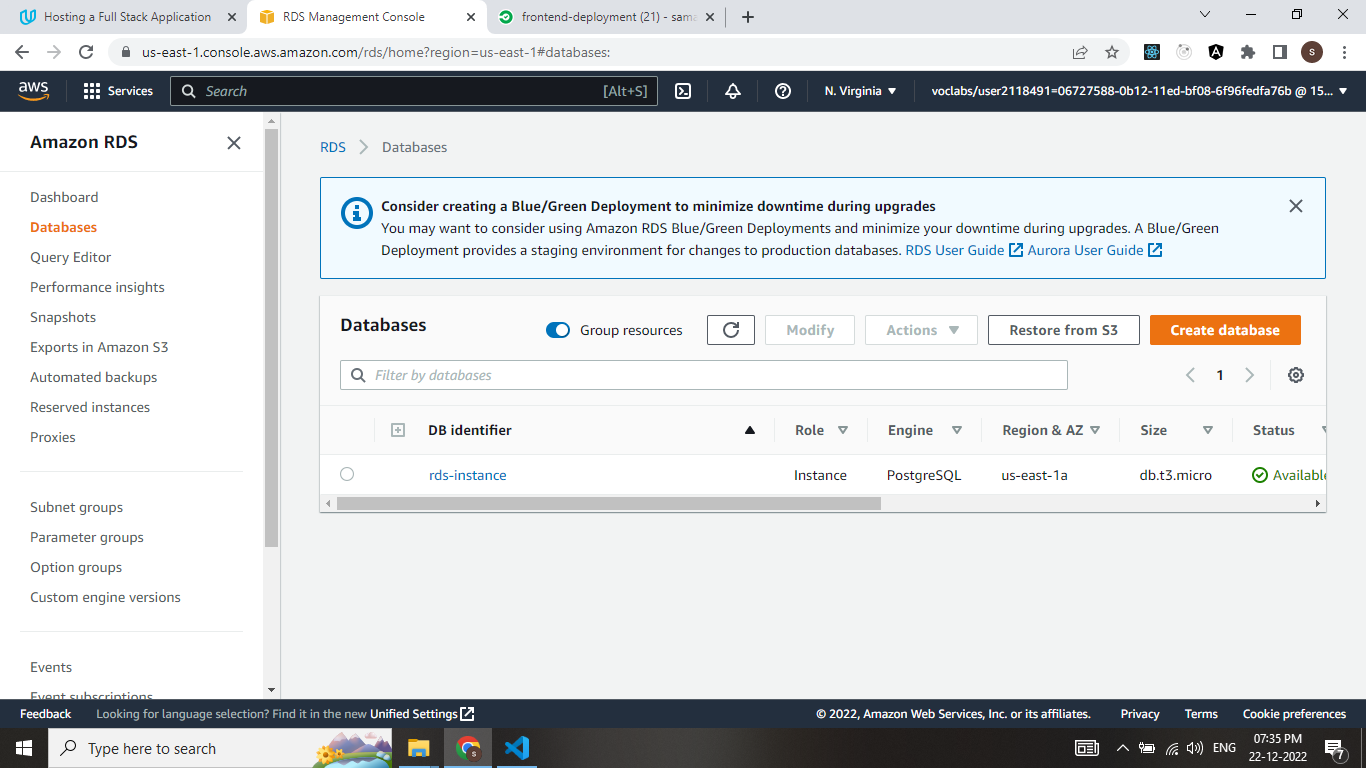 Hosting a Full Stack Application
RDS Management Console
frontend-deployment (21) - sama
us-east-1.console.aws.amazon.com/rds/home?region=us-east-1#databases:
S
aws
Services
Search
[Alt+S]
N. Virginia
voclabs/user2118491=06727588-0b12-11ed-bf08-6f96fedfa76b @ 15...
Amazon RDS
Dashboard
Databases
Query Editor
Performance insights
Snapshots
Exports in Amazon S3
Automated backups
Reserved instances
Proxies
Subnet groups
Parameter groups
Option groups
Custom engine versions
Events
Event subscriptions
RDS
Databases
Consider creating a Blue/Green Deployment to minimize downtime during upgrades
You may want to consider using Amazon RDS Blue/Green Deployments and minimize your downtime during upgrades. A Blue/Green
Deployment provides a staging environment for changes to production databases. RDS User Guide Aurora User Guide
Databases
Group resources
Modify
Actions
Restore from S3
Create database
Filter by databases
1
DB identifier Role Engine Region & AZ Size Status
rds-instance Instance PostgreSQL us-east-1a db.t3.micro Available
Feedback
Looking for language selection? Find it in the new Unified Settings
© 2022, Amazon Web Services, Inc. or its affiliates.
Privacy
Terms
Cookie preferences
Type here to search
S
ENG
07:35 PM
22-12-2022
7